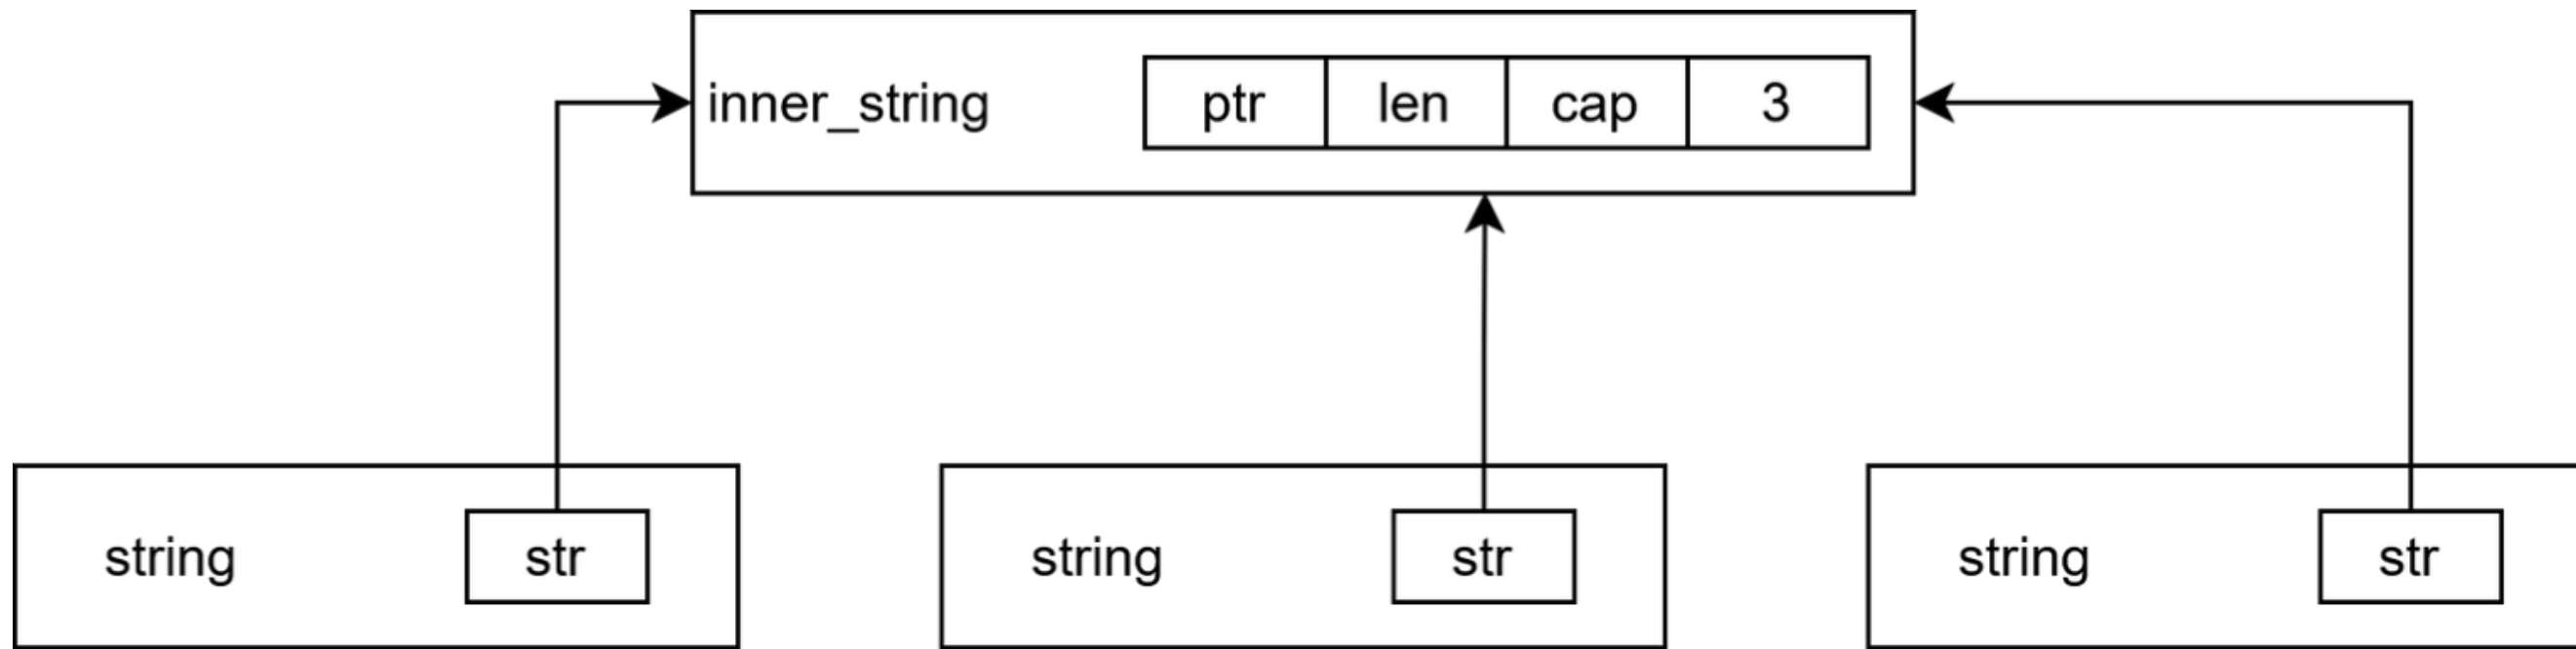 inner_string ptr len cap 3
string str string str string str